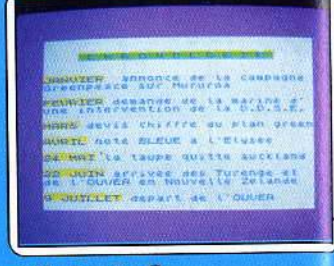 CHRONOLOGIE
JANVIER annonce de la campagne
Greenpeace sur Mururoa
FEVRIER demande de la marine d'
une intervention de la D.G.S.E.
MARS devis chiffre du plan green
AVRIL note BLEUE a l'Elysee
24 MAI la taupe quitte auckland
22 JUIN arrivee des Turenge et
de l'OUVEA en Nouvelle Zelande
9 JUILLET depart de l'OUVEA